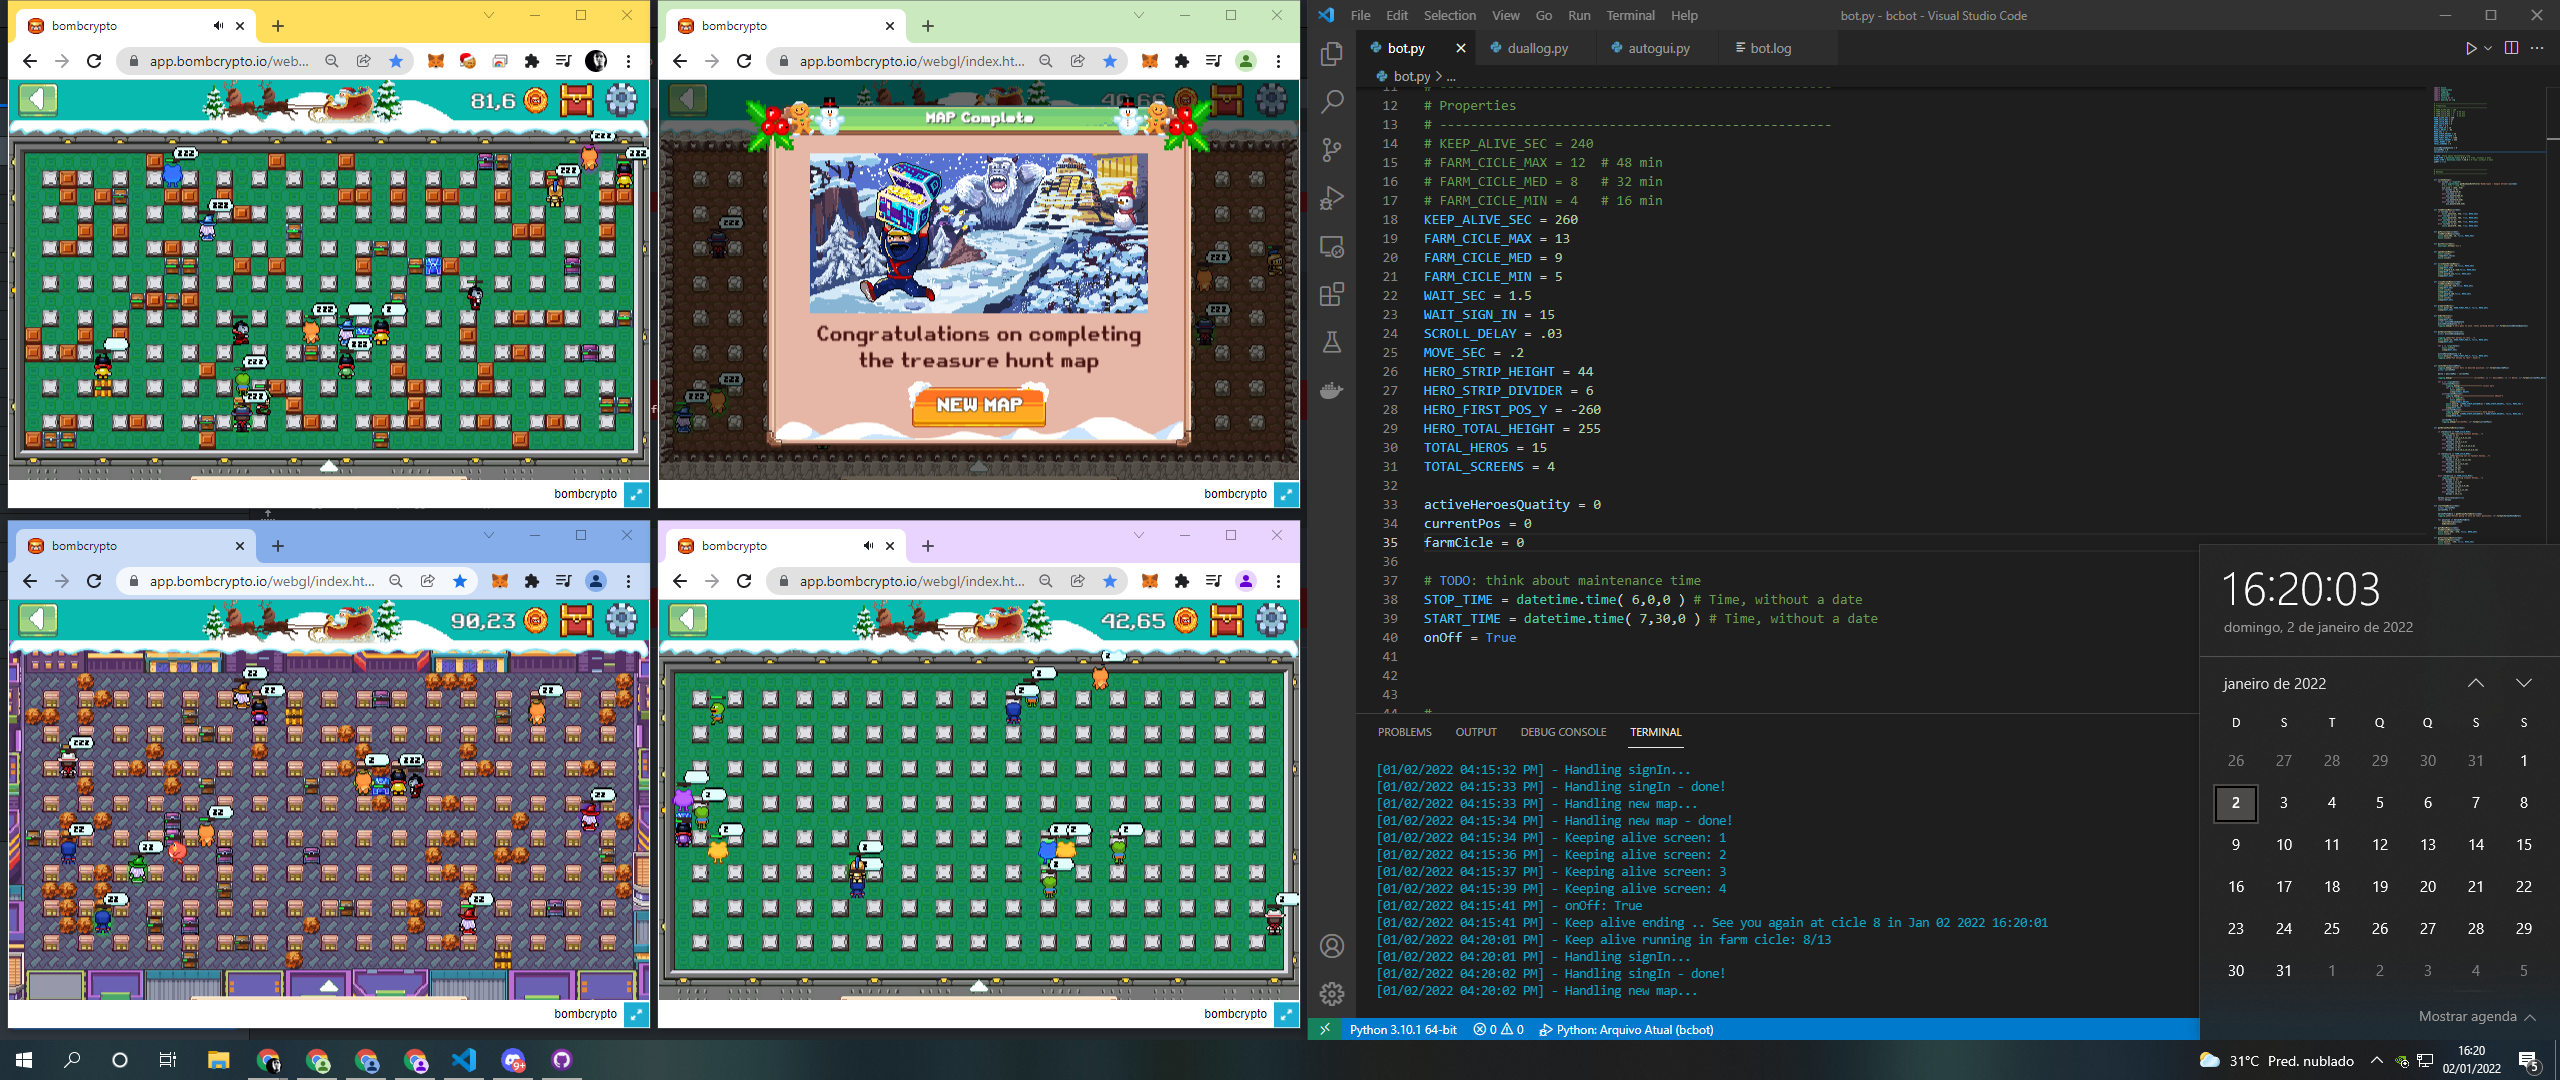 bombcrypto
app.bombcrypto.io/web...
81,6
bombcrypto
bombcrypto
app.bombcrypto.io/webgl/index.ht...
MAP Complete
Congratulations on completing
the treasure hunt map
NEW MAP
bombcrypto
bombcrypto
app.bombcrypto.io/webgl/index.ht...
90,23
bombcrypto
bombcrypto
app.bombcrypto.io/webgl/index.ht...
42,65
bombcrypto
File Edit Selection View Go Run Terminal Help
bot.py - bcbot - Visual Studio Code
bot.py
duallog.py
autogui.py
bot.log
bot.py > ...
12 # Properties
13 # ---------------------------------------------------
14 # KEEP_ALIVE_SEC = 240
15 # FARM_CICLE_MAX = 12 # 48 min
16 # FARM_CICLE_MED = 8 # 32 min
17 # FARM_CICLE_MIN = 4 # 16 min
18 KEEP_ALIVE_SEC = 260
19 FARM_CICLE_MAX = 13
20 FARM_CICLE_MED = 9
21 FARM_CICLE_MIN = 5
22 WAIT_SEC = 1.5
23 WAIT_SIGN_IN = 15
24 SCROLL_DELAY = .03
25 MOVE_SEC = .2
26 HERO_STRIP_HEIGHT = 44
27 HERO_STRIP_DIVIDER = 6
28 HERO_FIRST_POS_Y = -260
29 HERO_TOTAL_HEIGHT = 255
30 TOTAL_HEROS = 15
31 TOTAL_SCREENS = 4
32
33 activeHeroesQuatity = 0
34 currentPos = 0
35 farmCicle = 0
36
37 # TODO: think about maintenance time
38 STOP_TIME = datetime.time( 6,0,0 ) # Time, without a date
39 START_TIME = datetime.time( 7,30,0 ) # Time, without a date
40 onOff = True
41
42
43
PROBLEMS OUTPUT DEBUG CONSOLE TERMINAL
[01/02/2022 04:15:32 PM] - Handling signIn...
[01/02/2022 04:15:33 PM] - Handling singIn - done!
[01/02/2022 04:15:33 PM] - Handling new map...
[01/02/2022 04:15:34 PM] - Handling new map - done!
[01/02/2022 04:15:34 PM] - Keeping alive screen: 1
[01/02/2022 04:15:36 PM] - Keeping alive screen: 2
[01/02/2022 04:15:37 PM] - Keeping alive screen: 3
[01/02/2022 04:15:39 PM] - Keeping alive screen: 4
[01/02/2022 04:15:41 PM] - onOff: True
[01/02/2022 04:15:41 PM] - Keep alive ending .. See you again at cicle 8 in Jan 02 2022 16:20:01
[01/02/2022 04:20:01 PM] - Keep alive running in farm cicle: 8/13
[01/02/2022 04:20:01 PM] - Handling signIn...
[01/02/2022 04:20:02 PM] - Handling singIn - done!
[01/02/2022 04:20:02 PM] - Handling new map...
Python 3.10.1 64-bit 0 0 Python: Arquivo Atual (bcbot)
16:20:03
domingo, 2 de janeiro de 2022
janeiro de 2022
D S T Q Q S S
26 27 28 29 30 31 1
2 3 4 5 6 7 8
9 10 11 12 13 14 15
16 17 18 19 20 21 22
23 24 25 26 27 28 29
30 31 1 2 3 4 5
Mostrar agenda
9+
31°C Pred. nublado
16:20
02/01/2022
5